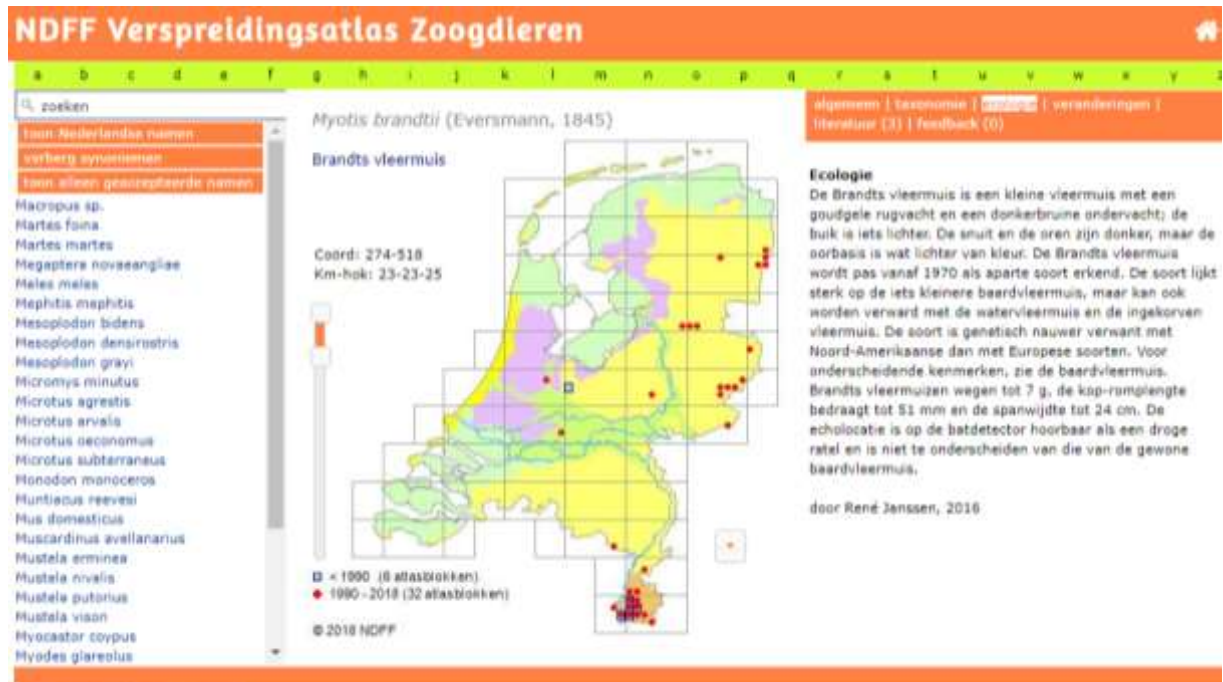 NDFF Verspreidingsatlas Zoogdieren
a b c d e f g h i j k l m n o p q r s t u v w x y z
zoeken
toon Nederlandse namen
verberg synoniemen
toon alleen geaccepteerde namen
Macropus sp.
Martes foina
Martes martes
Megaptera novaeangliae
Meles meles
Mephitis mephitis
Mesoplodon bidens
Mesoplodon densirostris
Mesoplodon grayi
Micromys minutus
Microtus agrestis
Microtus arvalis
Microtus oeconomus
Microtus subterraneus
Monodon monoceros
Muntiacus reevesi
Mus domesticus
Muscardinus avellanarius
Mustela erminea
Mustela nivalis
Mustela putorius
Mustela vison
Myocastor coypus
Myodes glareolus
Myotis brandtii (Eversmann, 1845)
Brandts vleermuis
Coord: 274-518
Km-hok: 23-23-25
< 1990 (6 atlasblokken)
1990 - 2018 (32 atlasblokken)
© 2018 NDFF
algemeen | taxonomie | ecologie | veranderingen |
literatuur (3) | feedback (0)
Ecologie
De Brandts vleermuis is een kleine vleermuis met een
goudgele rugvacht en een donkerbruine ondervacht; de
buik is iets lichter. De snuit en de oren zijn donker, maar de
oorbasis is wat lichter van kleur. De Brandts vleermuis
wordt pas vanaf 1970 als aparte soort erkend. De soort lijkt
sterk op de iets kleinere baardvleermuis, maar kan ook
worden verward met de watervleermuis en de ingekorven
vleermuis. De soort is genetisch nauwer verwant met
Noord-Amerikaanse dan met Europese soorten. Voor
onderscheidende kenmerken, zie de baardvleermuis.
Brandts vleermuizen wegen tot 7 g, de kop-romplengte
bedraagt tot 51 mm en de spanwijdte tot 24 cm. De
echolocatie is op de batdetector hoorbaar als een droge
ratel en is niet te onderscheiden van die van de gewone
baardvleermuis.
door René Janssen, 2016